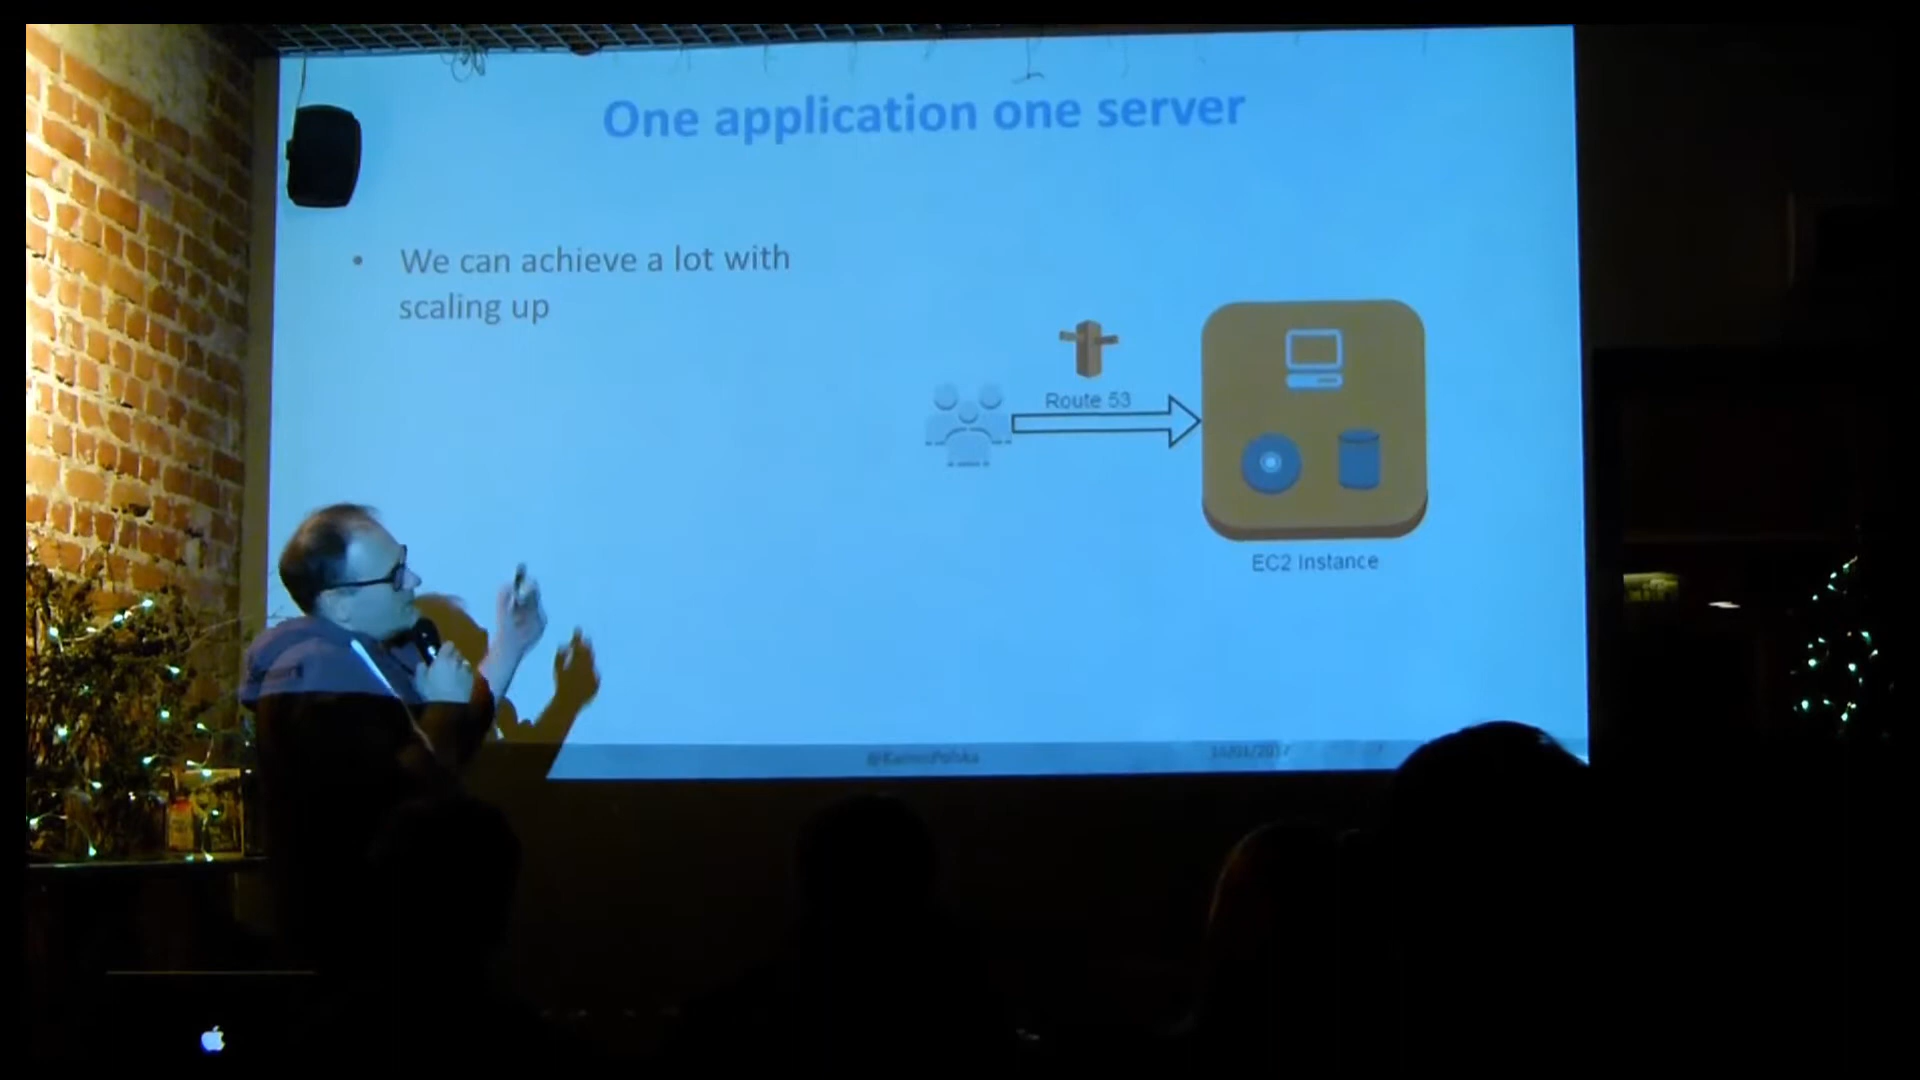 One application one server
• We can achieve a lot with
scaling up
Route 53
EC2 Instance